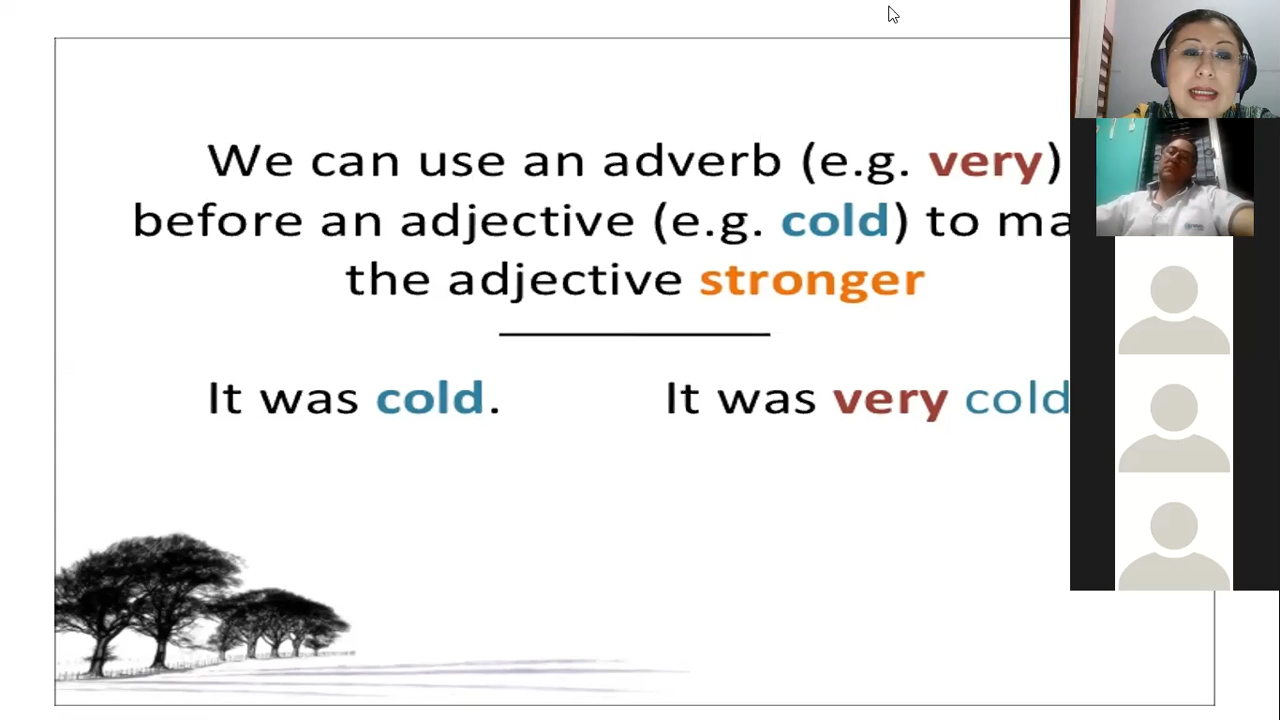 We can use an adverb (e.g. very)
before an adjective (e.g. cold) to ma
the adjective stronger
It was cold. It was very cold